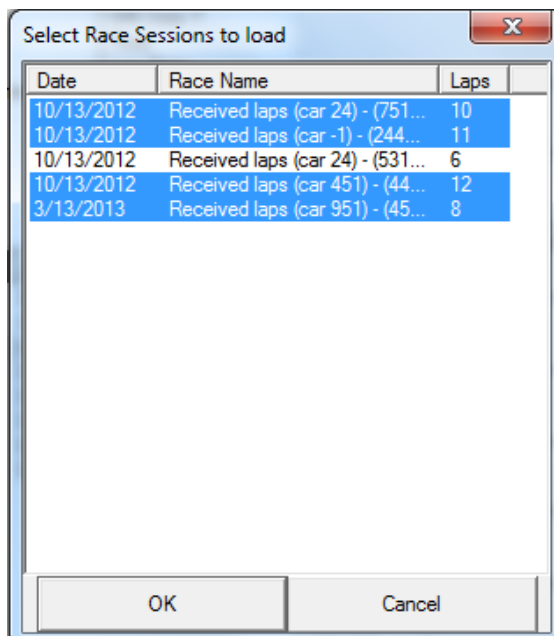 Select Race Sessions to load
Date Race Name Laps
10/13/2012 Received laps (car 24) - (751... 10
10/13/2012 Received laps (car -1) - (244... 11
10/13/2012 Received laps (car 24) - (531... 6
10/13/2012 Received laps (car 451) - (44... 12
3/13/2013 Received laps (car 951) - (45... 8
OK Cancel